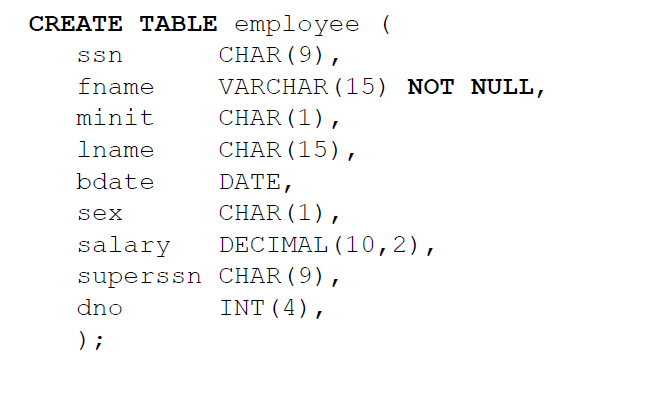 CREATE TABLE employee (
ssn CHAR(9),
fname VARCHAR(15) NOT NULL,
minit CHAR(1),
lname CHAR(15),
bdate DATE,
sex CHAR(1),
salary DECIMAL(10,2),
superssn CHAR(9),
dno INT(4),
);